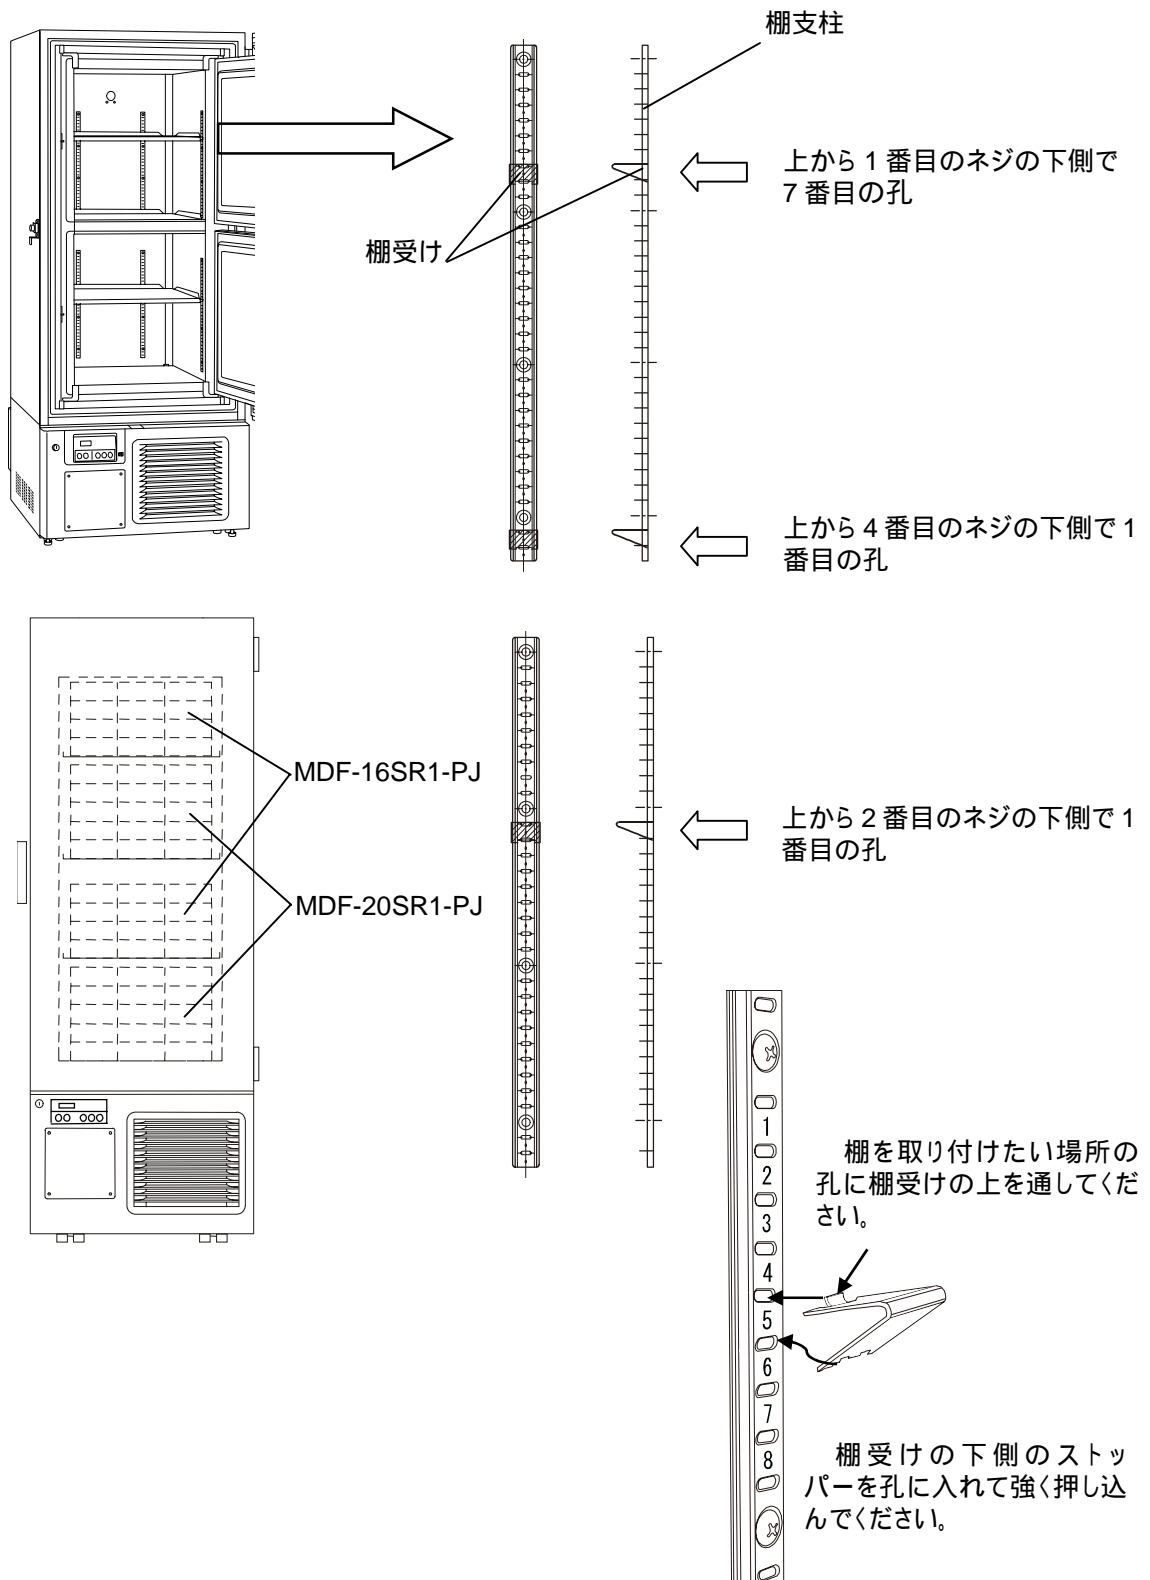 棚支柱
上から 1 番目のネジの下側で
7 番目の孔
棚受け
上から 4 番目のネジの下側で 1
番目の孔
MDF-16SR1-PJ
上から 2 番目のネジの下側で 1
番目の孔
MDF-20SR1-PJ
1
2
3
4
5
6
7
8
棚を取り付けたい場所の
孔に棚受けの上を通してくだ
さい。
棚受けの下側のストッ
パーを孔に入れて強く押し込
んでください。